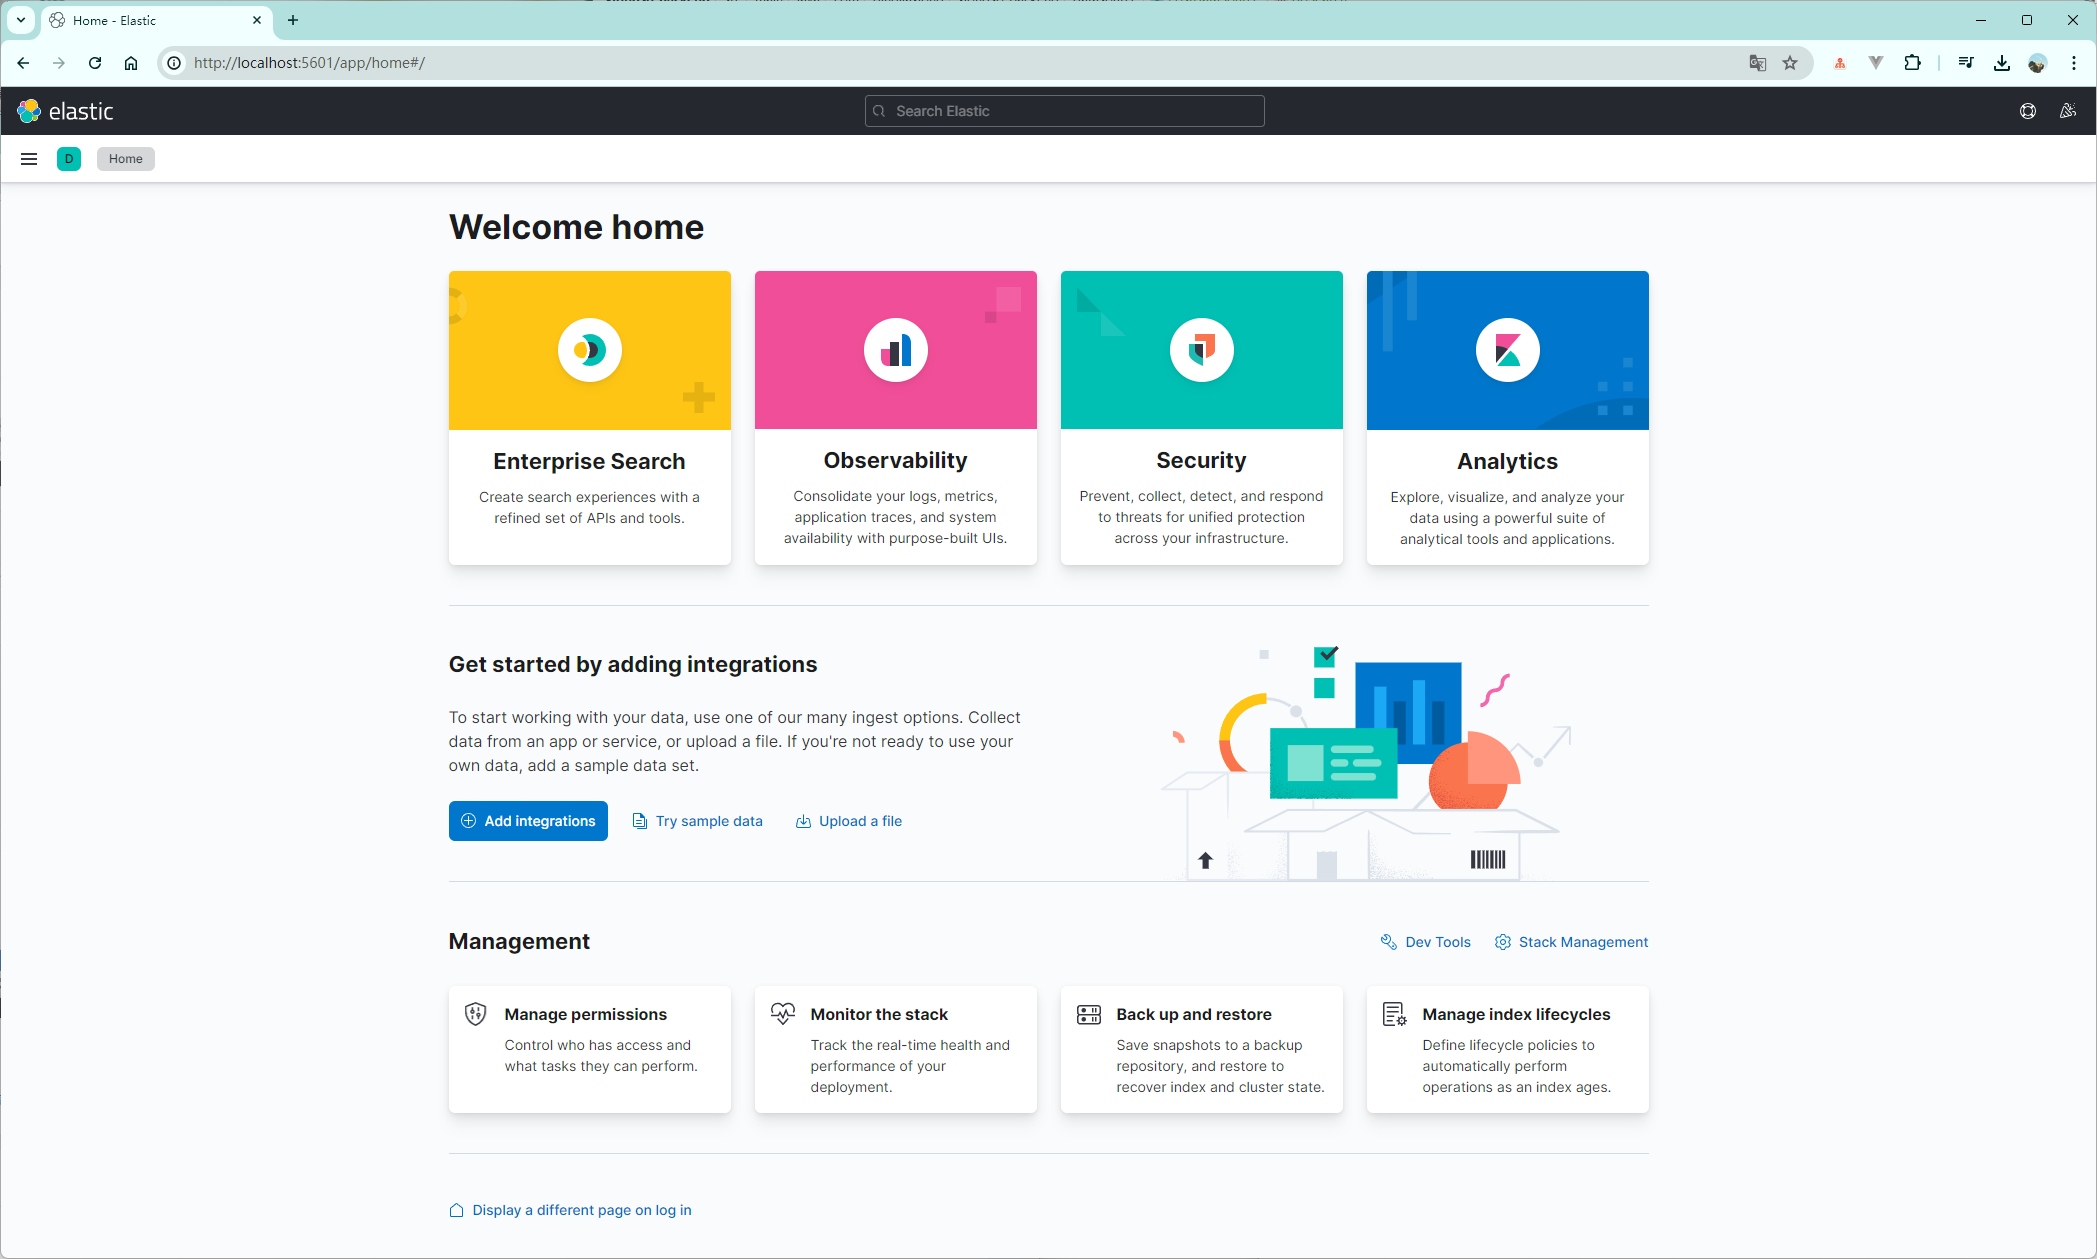 Home - Elastic
http://localhost:5601/app/home#/
elastic
Search Elastic
D
Home
Welcome home
Enterprise Search
Create search experiences with a
refined set of APIs and tools.
Observability
Consolidate your logs, metrics,
application traces, and system
availability with purpose-built UIs.
Security
Prevent, collect, detect, and respond
to threats for unified protection
across your infrastructure.
Analytics
Explore, visualize, and analyze your
data using a powerful suite of
analytical tools and applications.
Get started by adding integrations
To start working with your data, use one of our many ingest options. Collect
data from an app or service, or upload a file. If you're not ready to use your
own data, add a sample data set.
Add integrations
Try sample data
Upload a file
Management
Dev Tools
Stack Management
Manage permissions
Control who has access and
what tasks they can perform.
Monitor the stack
Track the real-time health and
performance of your
deployment.
Back up and restore
Save snapshots to a backup
repository, and restore to
recover index and cluster state.
Manage index lifecycles
Define lifecycle policies to
automatically perform
operations as an index ages.
Display a different page on log in